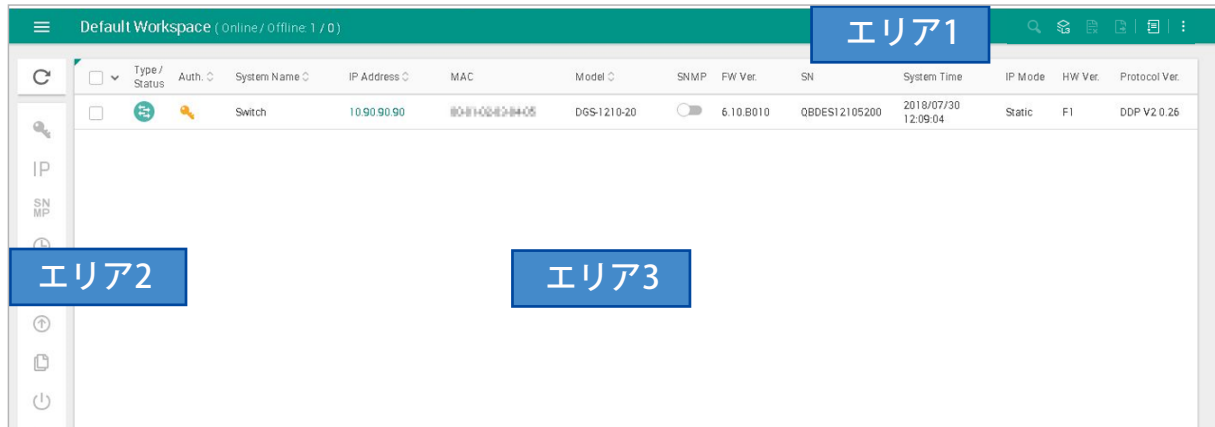 Default Workspace ( Online / Offline: 1 / 0 )
エリア1
Type / Status Auth. System Name IP Address MAC Model SNMP FW Ver. SN System Time IP Mode HW Ver. Protocol Ver.
Switch 10.90.90.90 DGS-1210-20 6.10.B010 QBDES12105200 2018/07/30 12:09:04 Static F1 DDP V2.0.26
IP
SN
MP
エリア2
エリア3